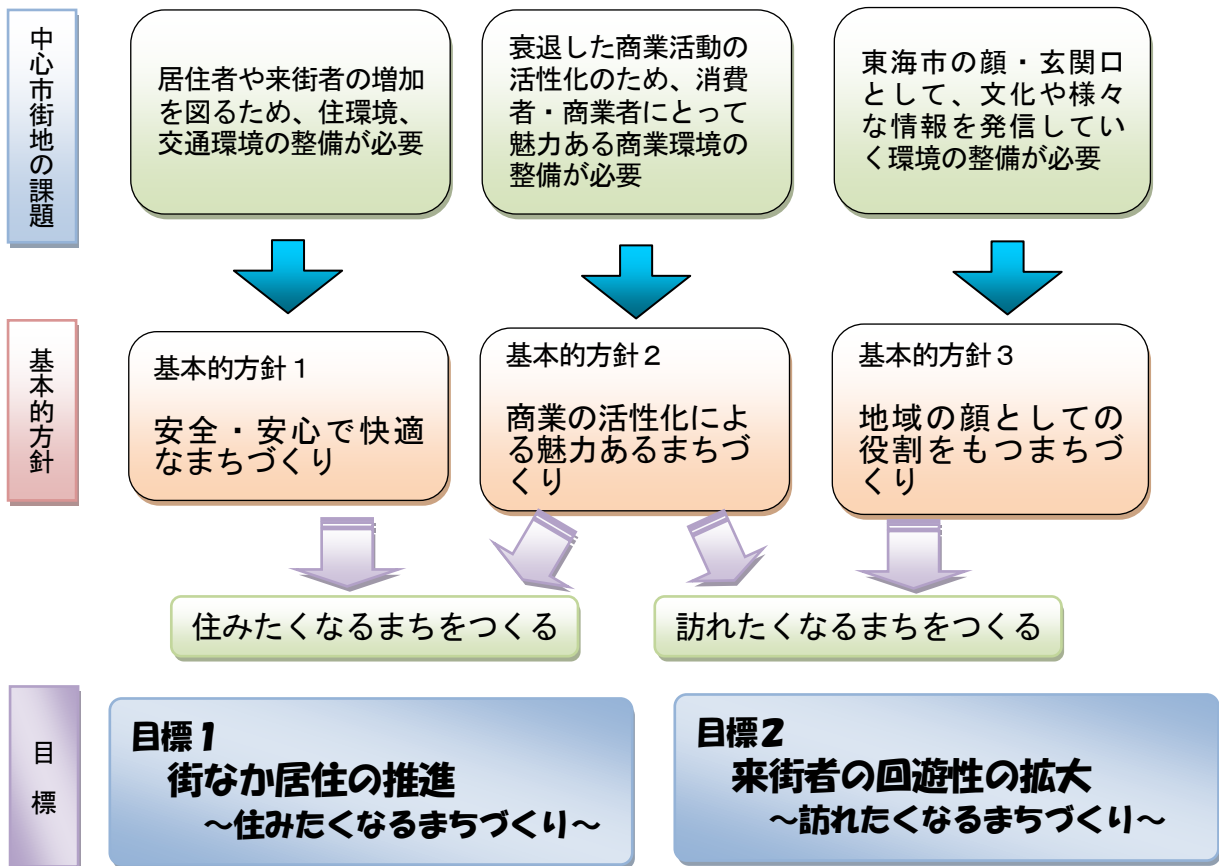 中心市街地の課題
居住者や来街者の増加
を図るため、住環境、
交通環境の整備が必要
衰退した商業活動の
活性化のため、消費
者・商業者にとって
魅力ある商業環境の
整備が必要
東海市の顔・玄関口
として、文化や様々
な情報を発信してい
く環境の整備が必要
基本的方針
基本的方針１
安全・安心で快適
なまちづくり
基本的方針２
商業の活性化によ
る魅力あるまちづ
くり
基本的方針３
地域の顔としての
役割をもつまちづ
くり
住みたくなるまちをつくる
訪れたくなるまちをつくる
目標
目標１
街なか居住の推進
～住みたくなるまちづくり～
目標２
来街者の回遊性の拡大
～訪れたくなるまちづくり～